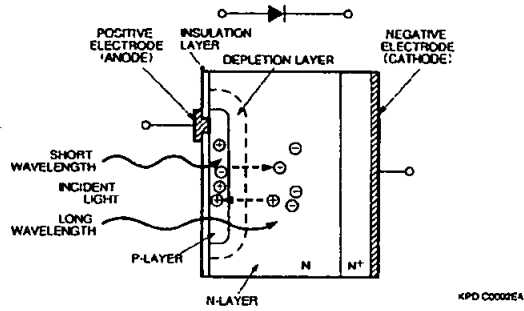 POSITIVE
ELECTRODE
(ANODE)
INSULATION
LAYER
DEPLETION LAYER
NEGATIVE
ELECTRODE
(CATHODE)
SHORT
WAVELENGTH
INCIDENT
LIGHT
LONG
WAVELENGTH
P-LAYER
N-LAYER
N
N+
KPD C0002EA